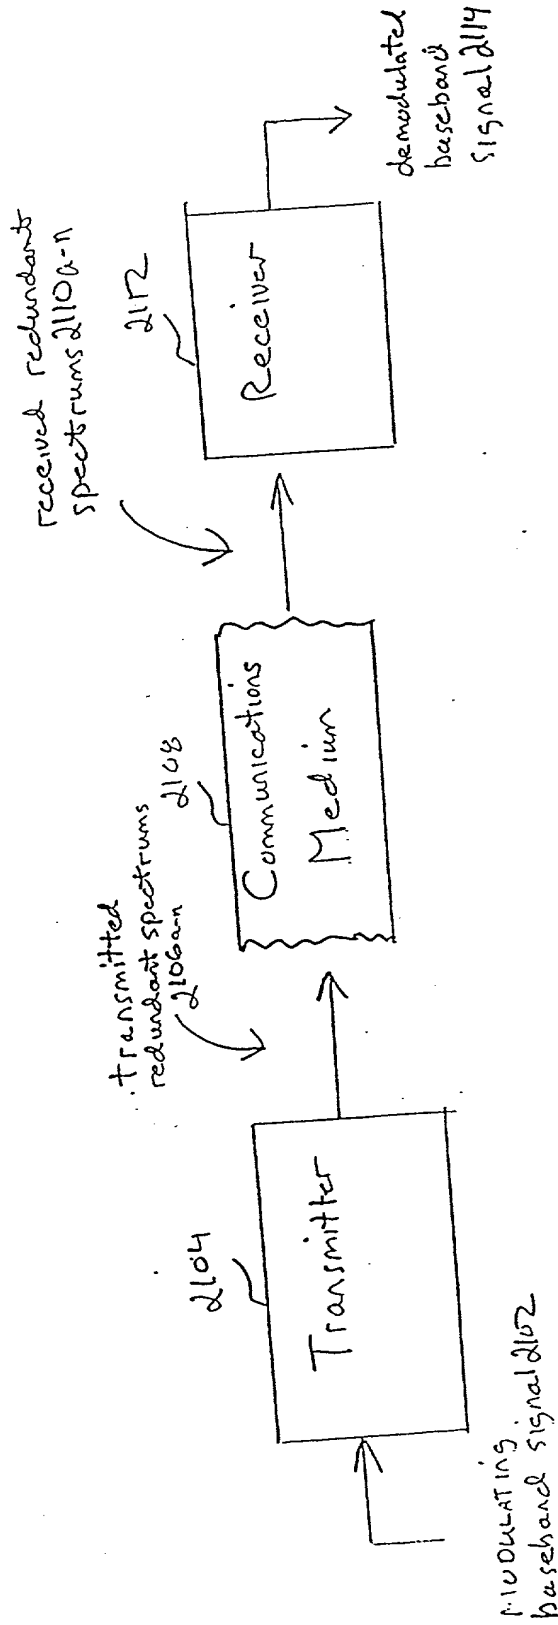 MODULATING
baseband signal 2102
2104
Transmitter
transmitted
redundant spectrums
2106a-n
2108
Communications
Medium
received redundant
spectrums 2110a-n
2112
Receiver
demodulated
baseband
signal 2114